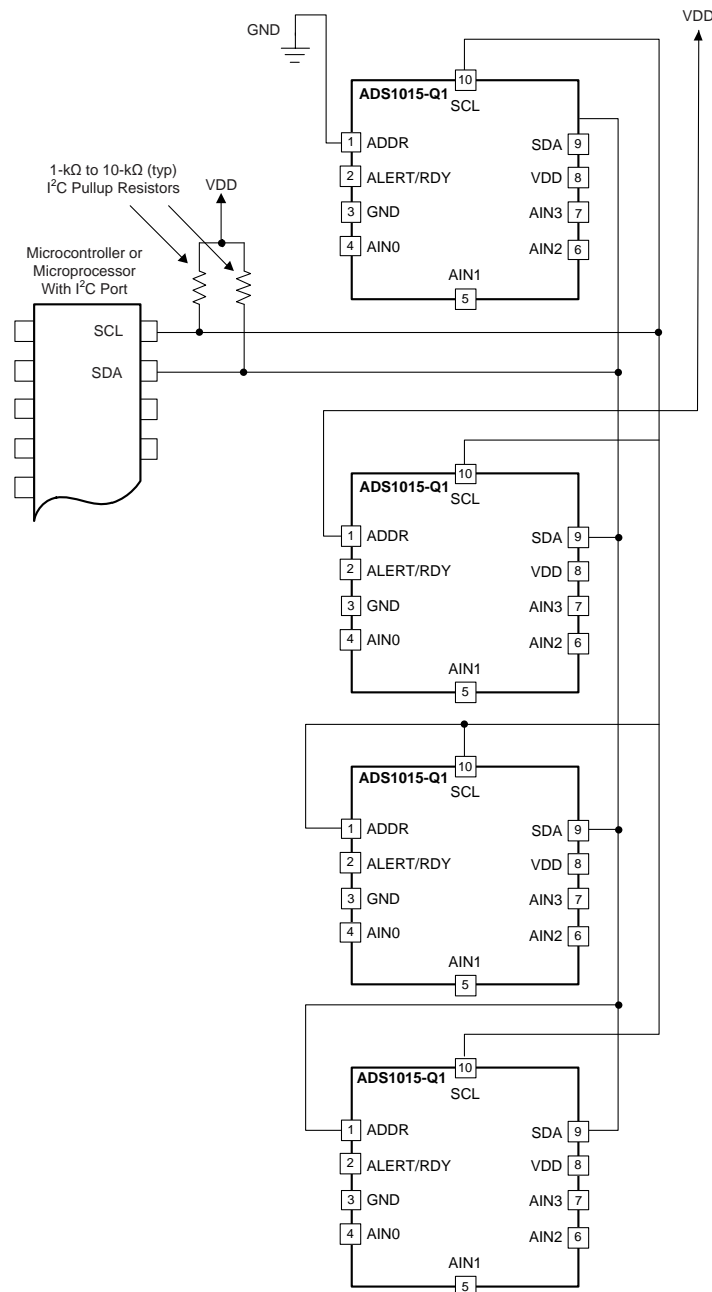 GND
VDD
10
ADS1015-Q1
SCL
1 ADDR
SDA 9
2 ALERT/RDY
VDD 8
3 GND
AIN3 7
4 AIN0
AIN2 6
AIN1
5
1-kΩ to 10-kΩ (typ)
I²C Pullup Resistors
VDD
Microcontroller or
Microprocessor
With I²C Port
SCL
SDA
10
ADS1015-Q1
SCL
1 ADDR
SDA 9
2 ALERT/RDY
VDD 8
3 GND
AIN3 7
4 AIN0
AIN2 6
AIN1
5
10
ADS1015-Q1
SCL
1 ADDR
SDA 9
2 ALERT/RDY
VDD 8
3 GND
AIN3 7
4 AIN0
AIN2 6
AIN1
5
10
ADS1015-Q1
SCL
1 ADDR
SDA 9
2 ALERT/RDY
VDD 8
3 GND
AIN3 7
4 AIN0
AIN2 6
AIN1
5